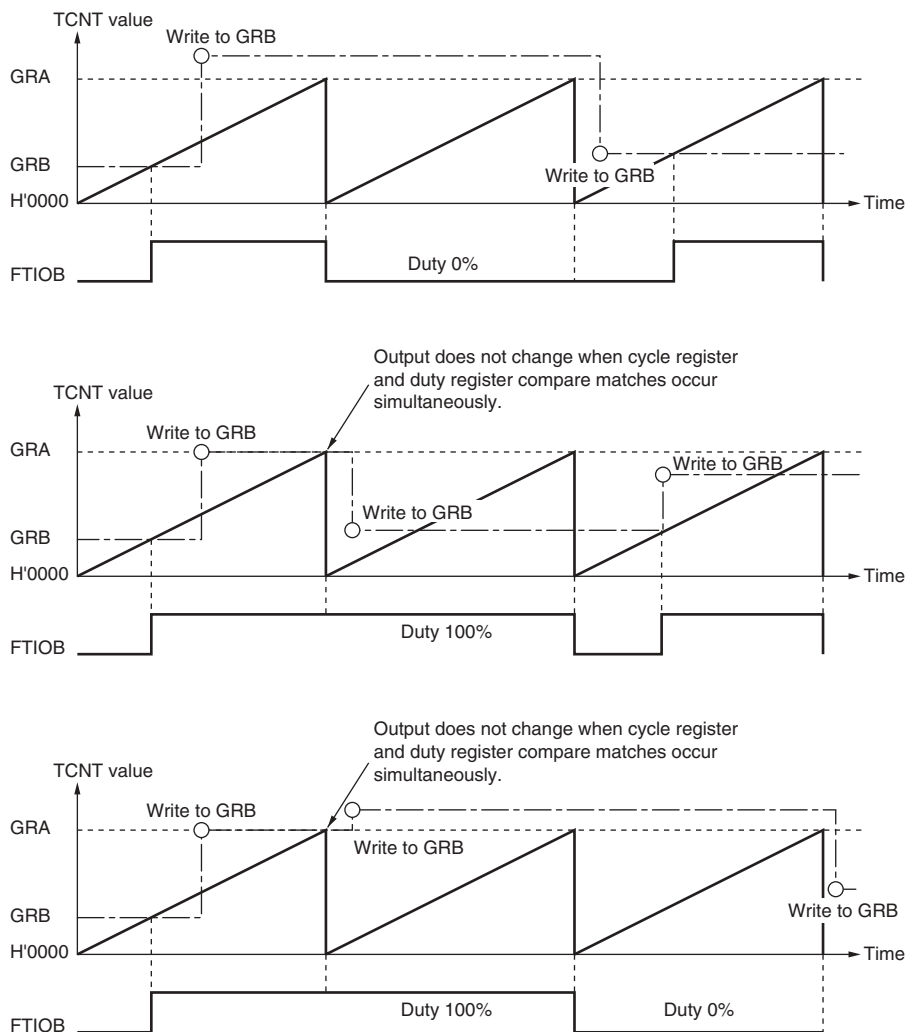 TCNT value
Write to GRB
GRA
GRB
Write to GRB
H'0000
Time
Duty 0%
FTIOB
Output does not change when cycle register
and duty register compare matches occur
simultaneously.
TCNT value
Write to GRB
GRA
Write to GRB
Write to GRB
GRB
H'0000
Time
Duty 100%
FTIOB
Output does not change when cycle register
and duty register compare matches occur
simultaneously.
TCNT value
Write to GRB
GRA
Write to GRB
GRB
Write to GRB
H'0000
Time
Duty 100%
Duty 0%
FTIOB